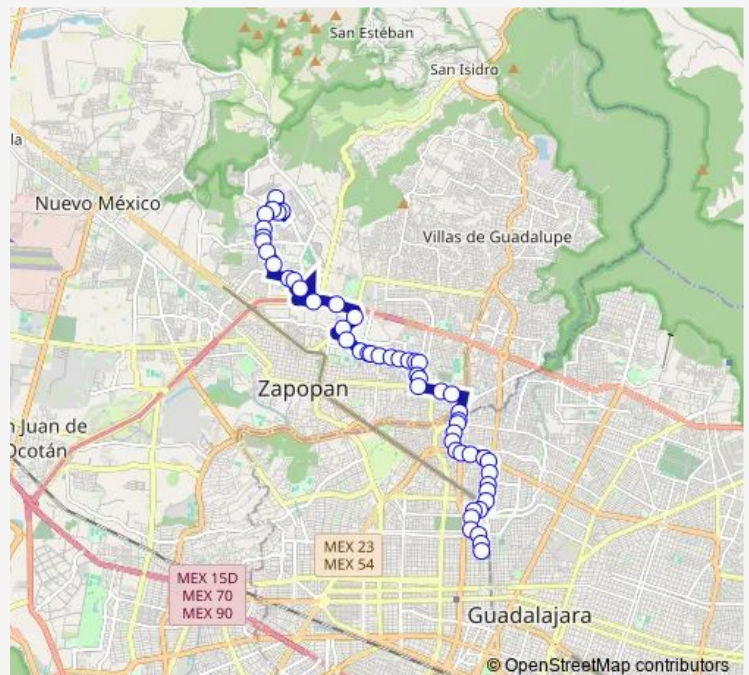 San Estéban
San Isidro
la
Nuevo México
Villas de Guadalupe
Zapopan
n Juan de
Ocotán
MEX 23
MEX 54
MEX 15D
MEX 70
MEX 90
Guadalajara
© OpenStreetMap contributors